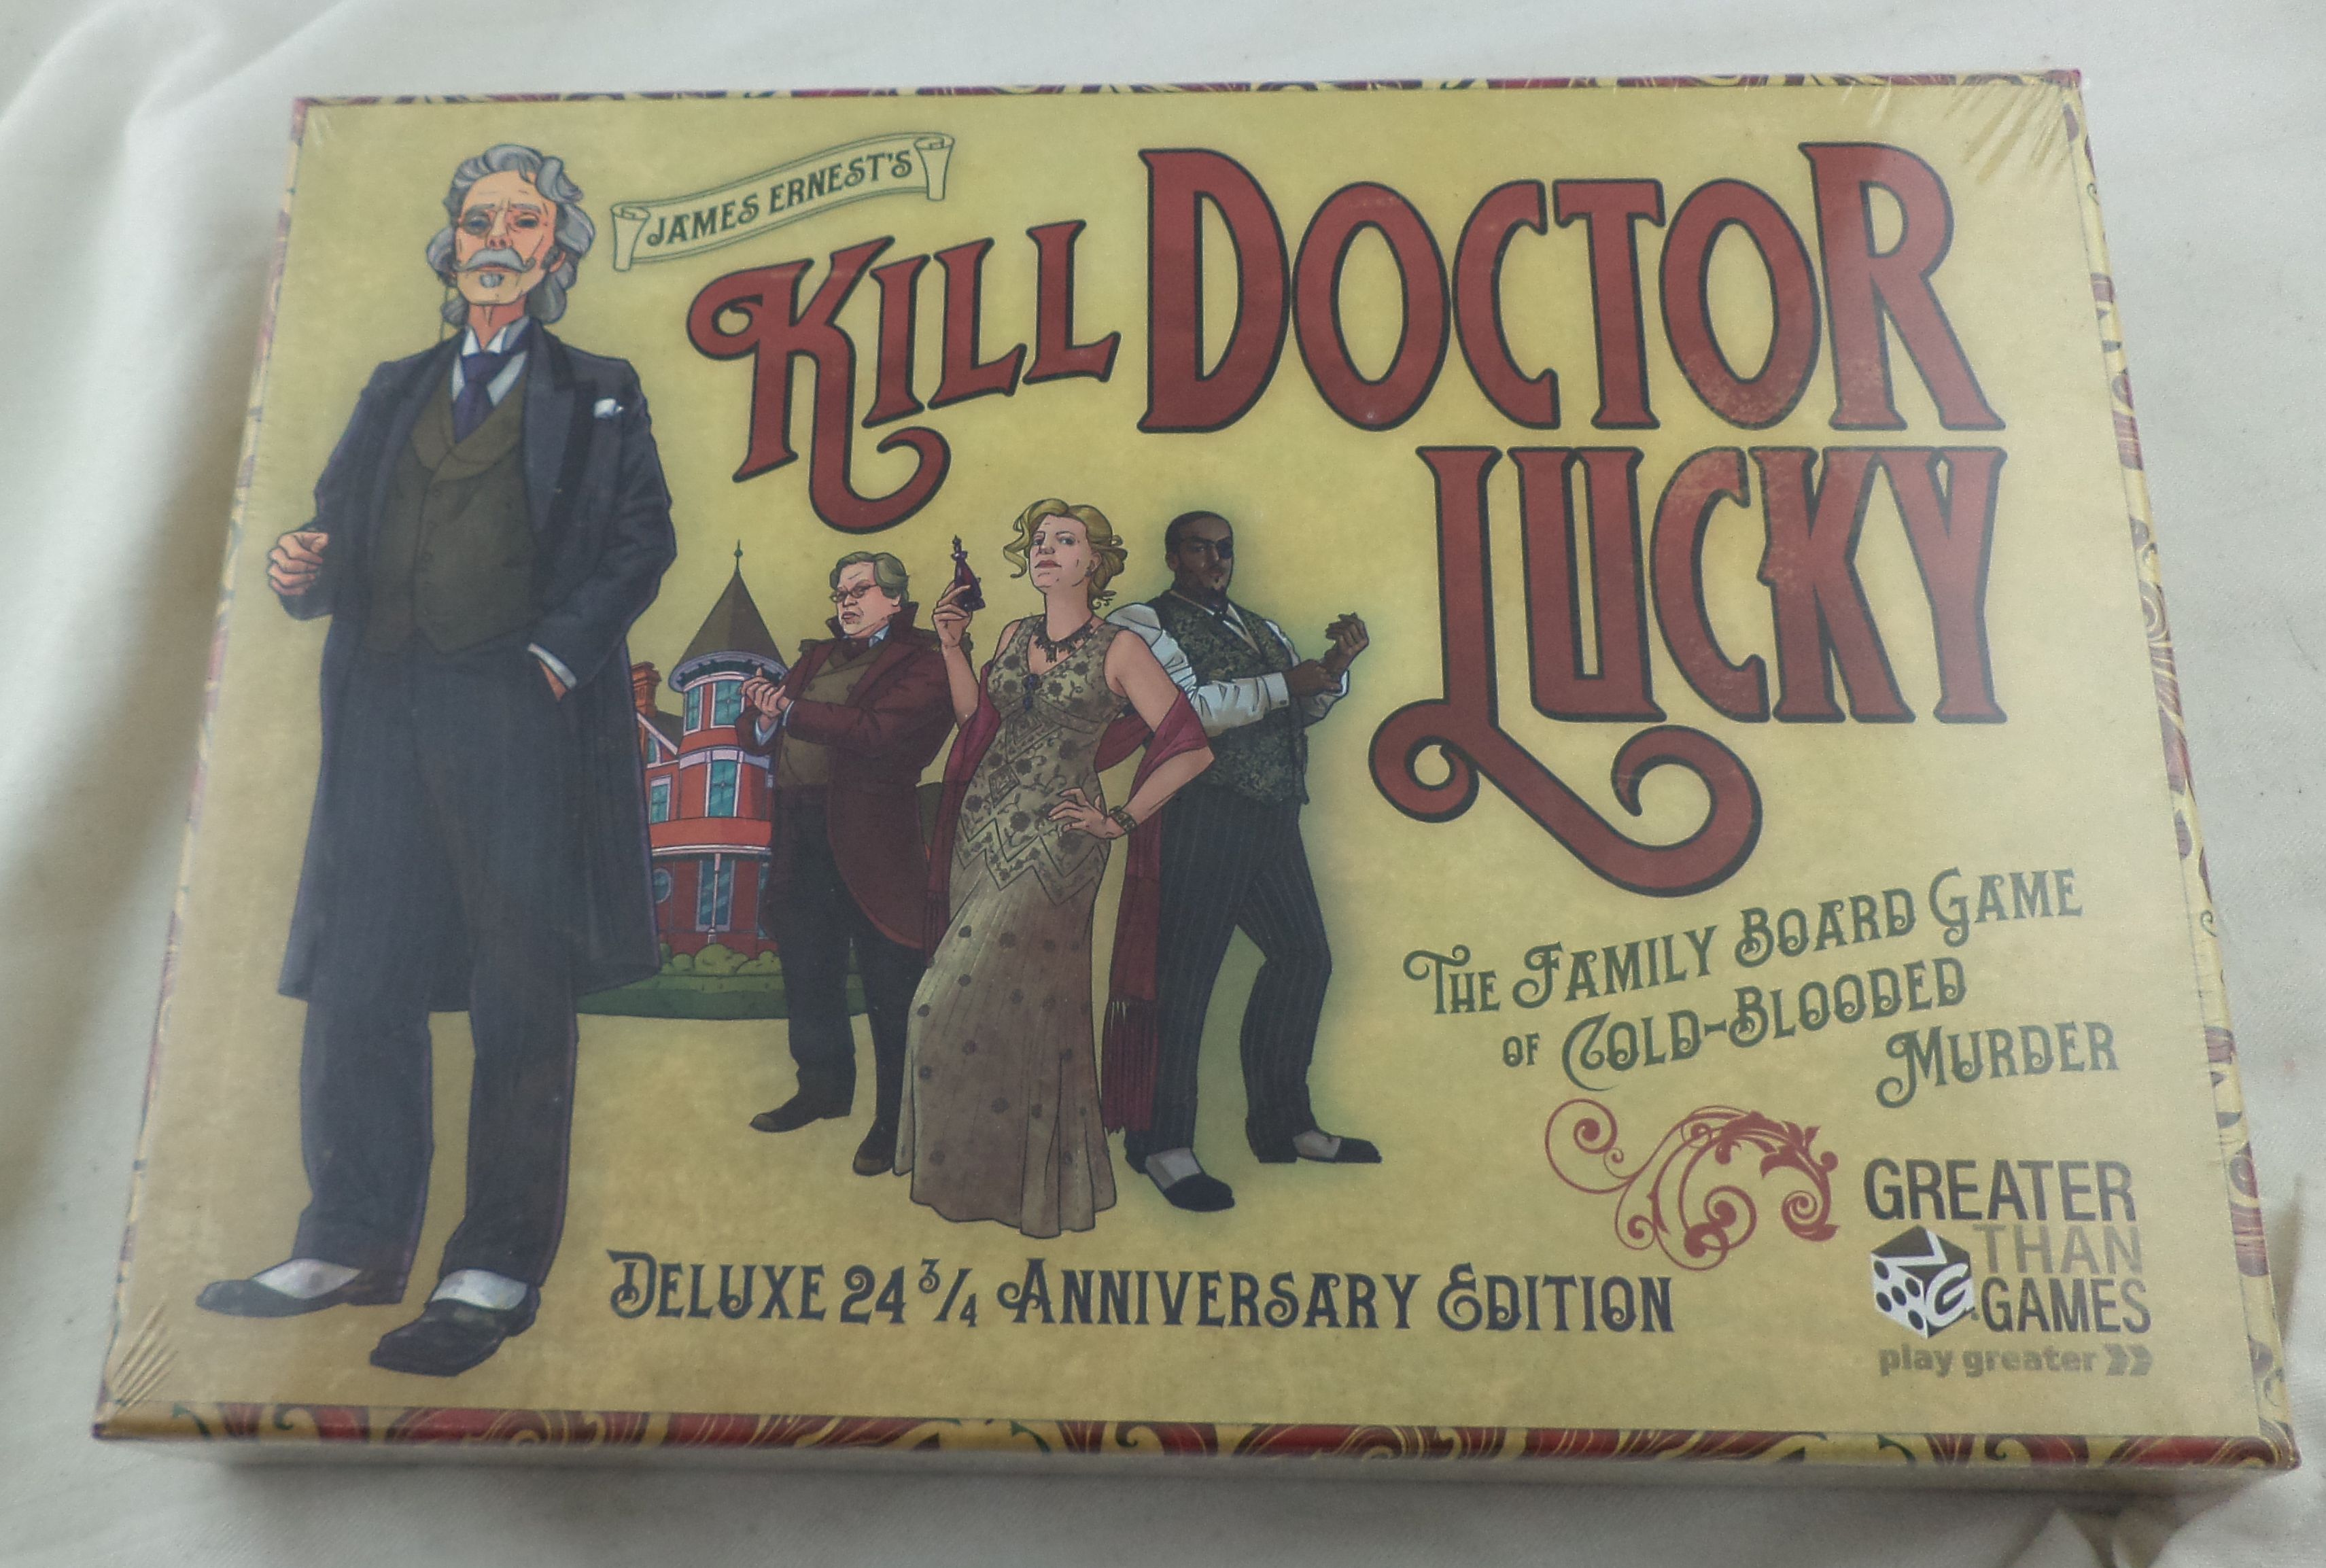 JAMES ERNEST'S
KILL DOCTOR
LUCKY
THE FAMILY BOARD GAME
OF COLD-BLOODED
MURDER
DELUXE 24 3/4 ANNIVERSARY EDITION
GREATER
THAN
GAMES
play greater